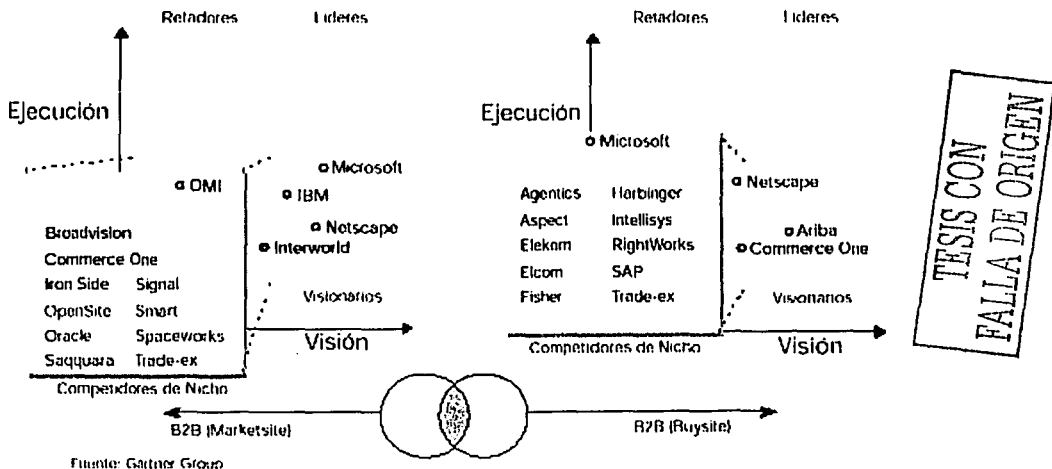 Retadores Lideres
Ejecución
Microsoft
OMI
IBM
Netscape
Interworld
Broadvision
Commerce One
Iron Side Signal
OpenSite Smart
Oracle Spaceworks
Saqquara Trade-ex
Visionarios
Visión
Competidores de Nicho
Retadores Lideres
Ejecución
Microsoft
Netscape
Agentics Harbinger
Aspect Intellisys
Elekom RightWorks
Elcom SAP
Fisher Trade-ex
Ariba
Commerce One
Visionarios
Visión
Competidores de Nicho
B2B (Marketsite)
B2B (Buysite)
Fuente: Gartner Group
TESIS CON
FALLA DE ORIGEN